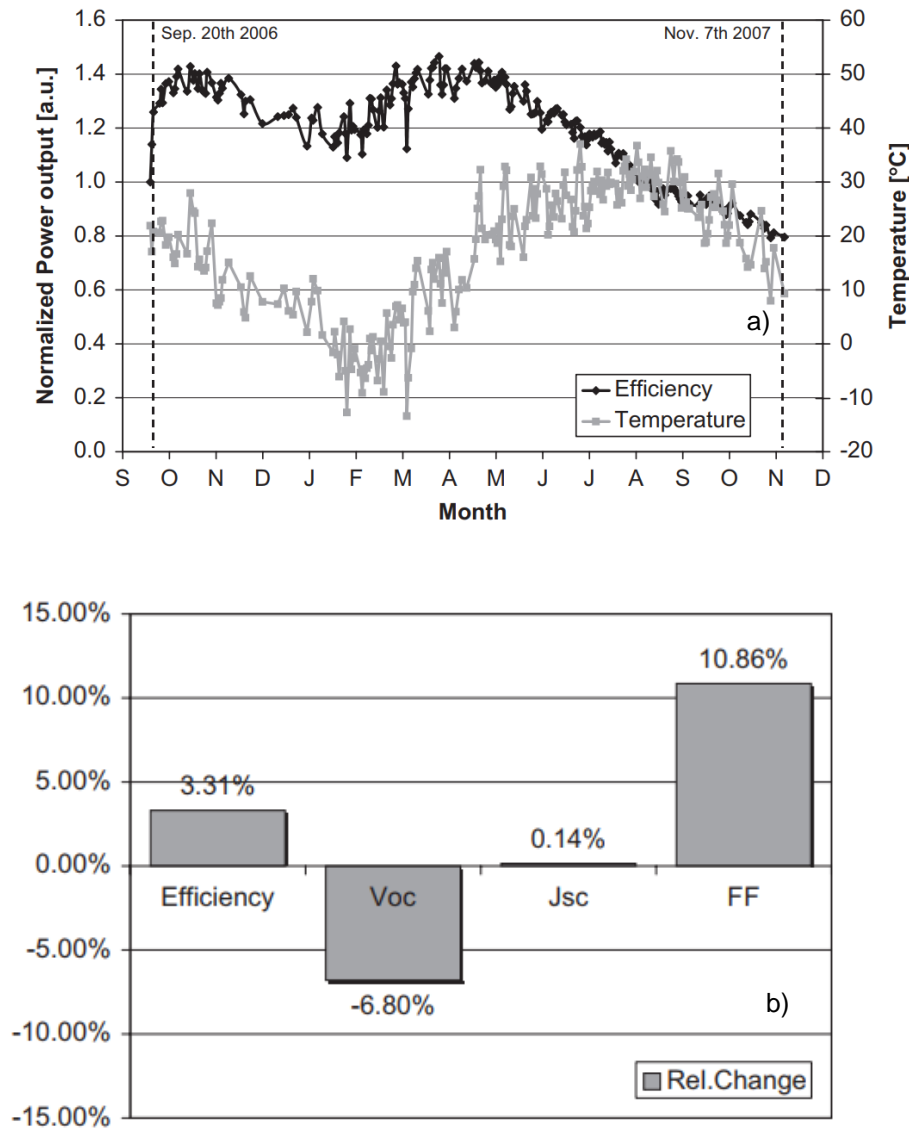 Sep. 20th 2006
Nov. 7th 2007
Normalized Power output [a.u.]
1.6
1.4
1.2
1.0
0.8
0.6
0.4
0.2
0.0
60
50
40
30
20
10
0
-10
-20
Temperature [°C]
a)
Efficiency
Temperature
S O N D J F M A M J J A S O N D
Month
15.00%
10.00%
5.00%
0.00%
-5.00%
-10.00%
-15.00%
3.31%
-6.80%
0.14%
10.86%
Efficiency Voc Jsc FF
b)
Rel.Change